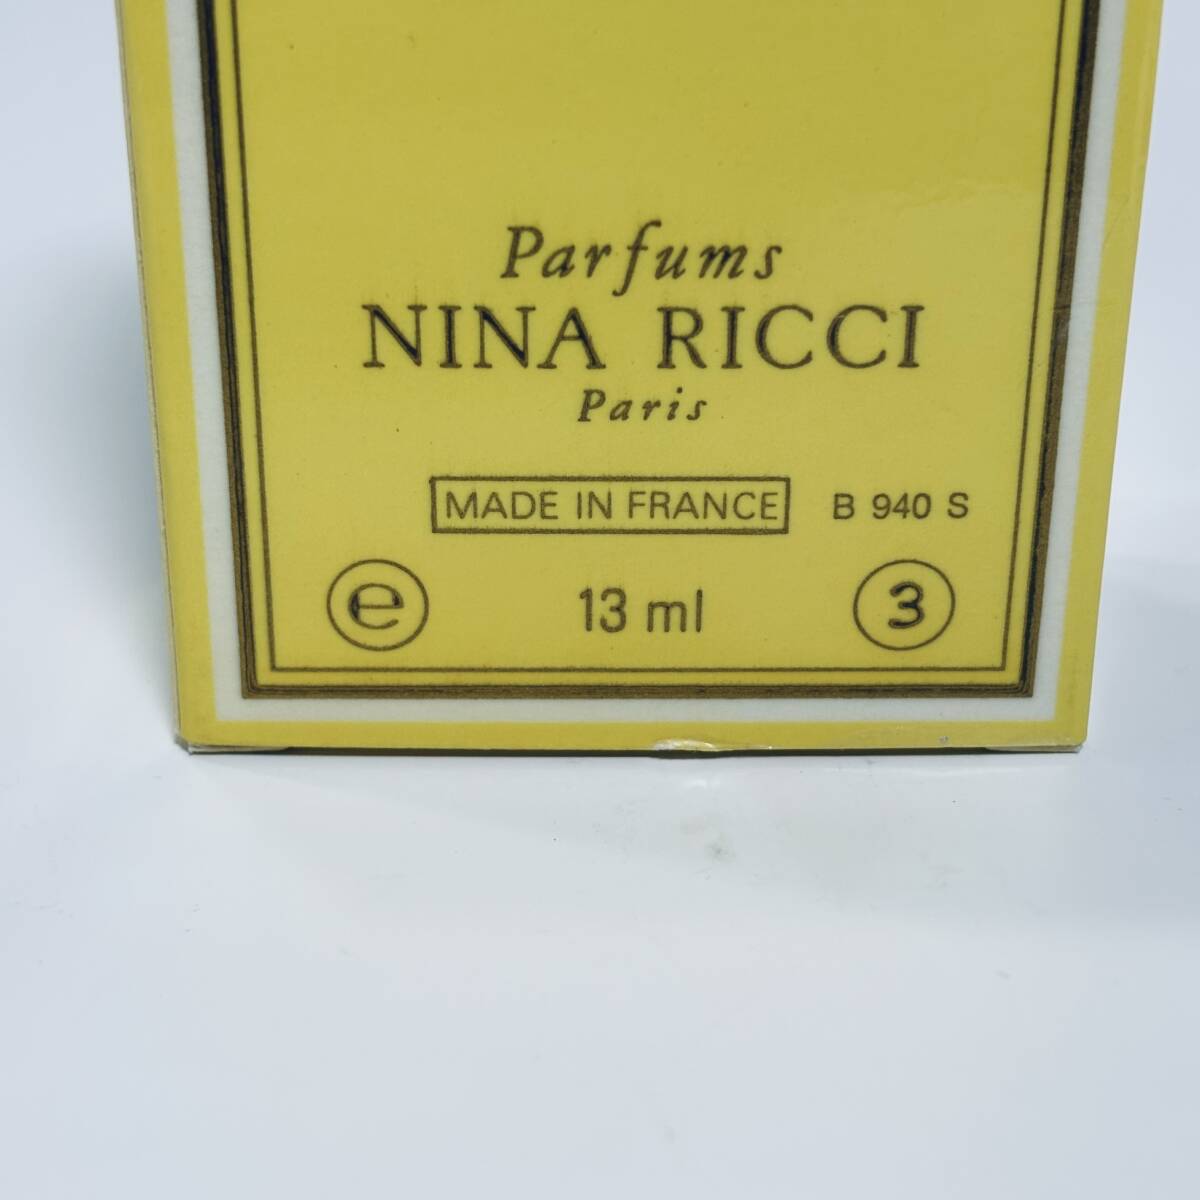 Parfums
NINA RICCI
Paris
MADE IN FRANCE B 940 S
e 13 ml 3